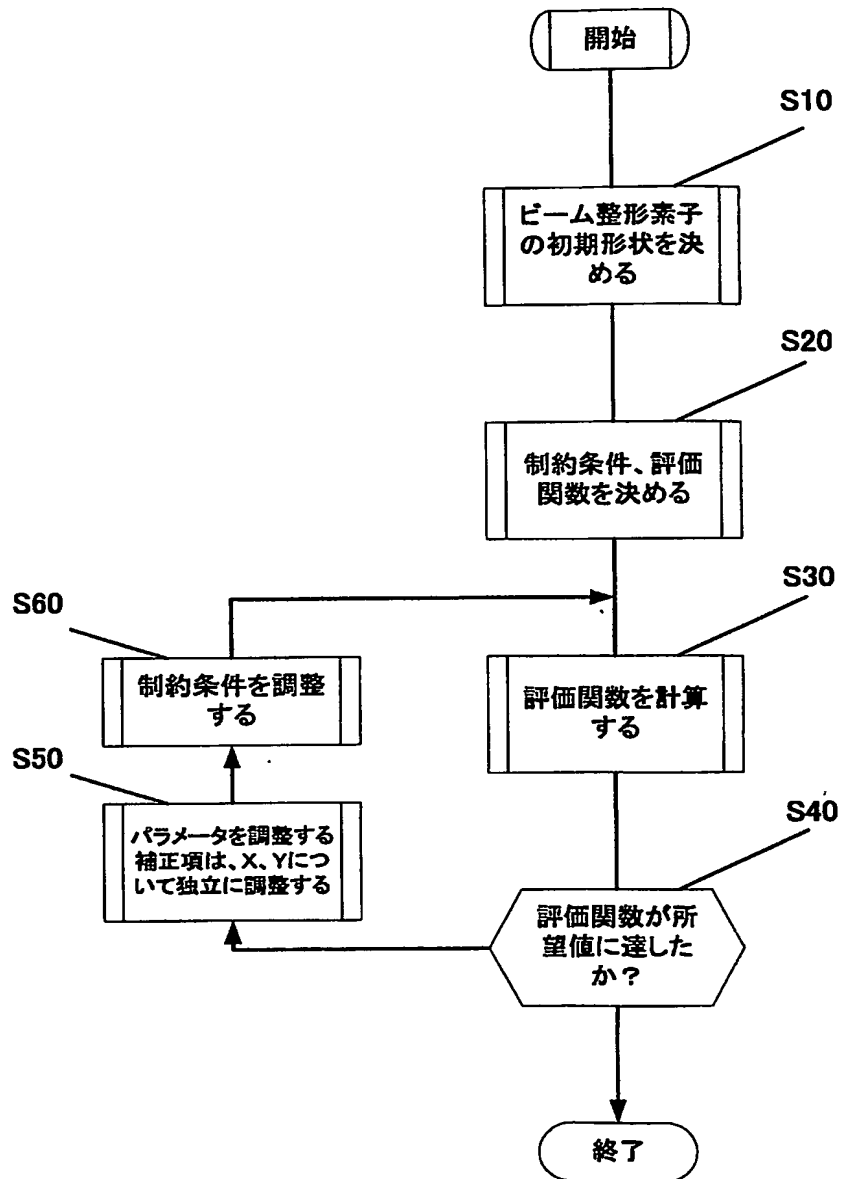 開始
S10
ビーム整形素子
の初期形状を決
める
S20
制約条件、評価
関数を決める
S30
評価関数を計算
する
S40
評価関数が所
望値に達した
か？
S50
パラメータを調整する
補正項は、X、Yにつ
いて独立に調整する
S60
制約条件を調整
する
終了